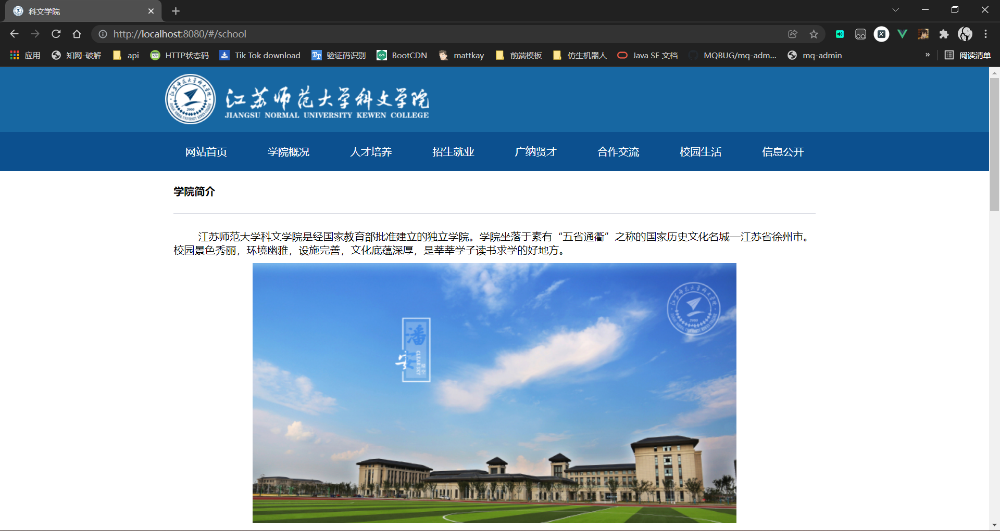 科文学院
http://localhost:8080/#/school
应用
知网-破解
api
HTTP状态码
Tik Tok download
验证码识别
BootCDN
mattkay
前端模板
仿生机器人
Java SE 文档
MQBUG/mq-adm...
mq-admin
»
阅读清单
江苏师范大学科文学院
JIANGSU NORMAL UNIVERSITY KEWEN COLLEGE
网站首页
学院概况
人才培养
招生就业
广纳贤才
合作交流
校园生活
信息公开
学院简介
江苏师范大学科文学院是经国家教育部批准建立的独立学院。学院坐落于素有“五省通衢”之称的国家历史文化名城—江苏省徐州市。
校园景色秀丽，环境幽雅，设施完善，文化底蕴深厚，是莘莘学子读书求学的好地方。
潘安
CLEAR SKY